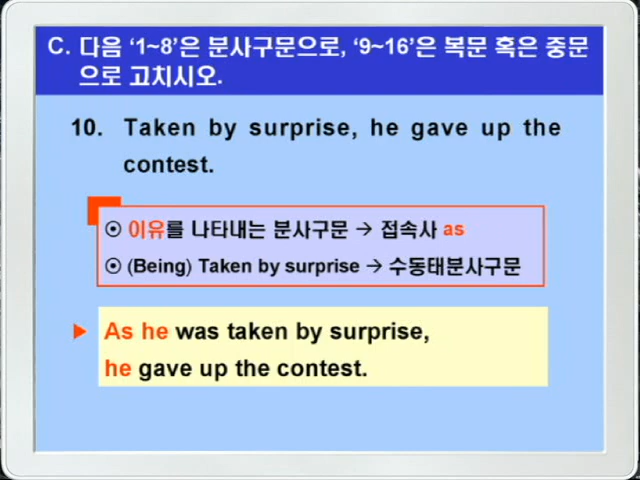 C. 다음 ‘1~8’은 분사구문으로, ‘9~16’은 복문 혹은 중문
으로 고치시오.
10. Taken by surprise, he gave up the
contest.
⊙ 이유를 나타내는 분사구문 → 접속사 as
⊙ (Being) Taken by surprise → 수동태분사구문
▶ As he was taken by surprise,
he gave up the contest.